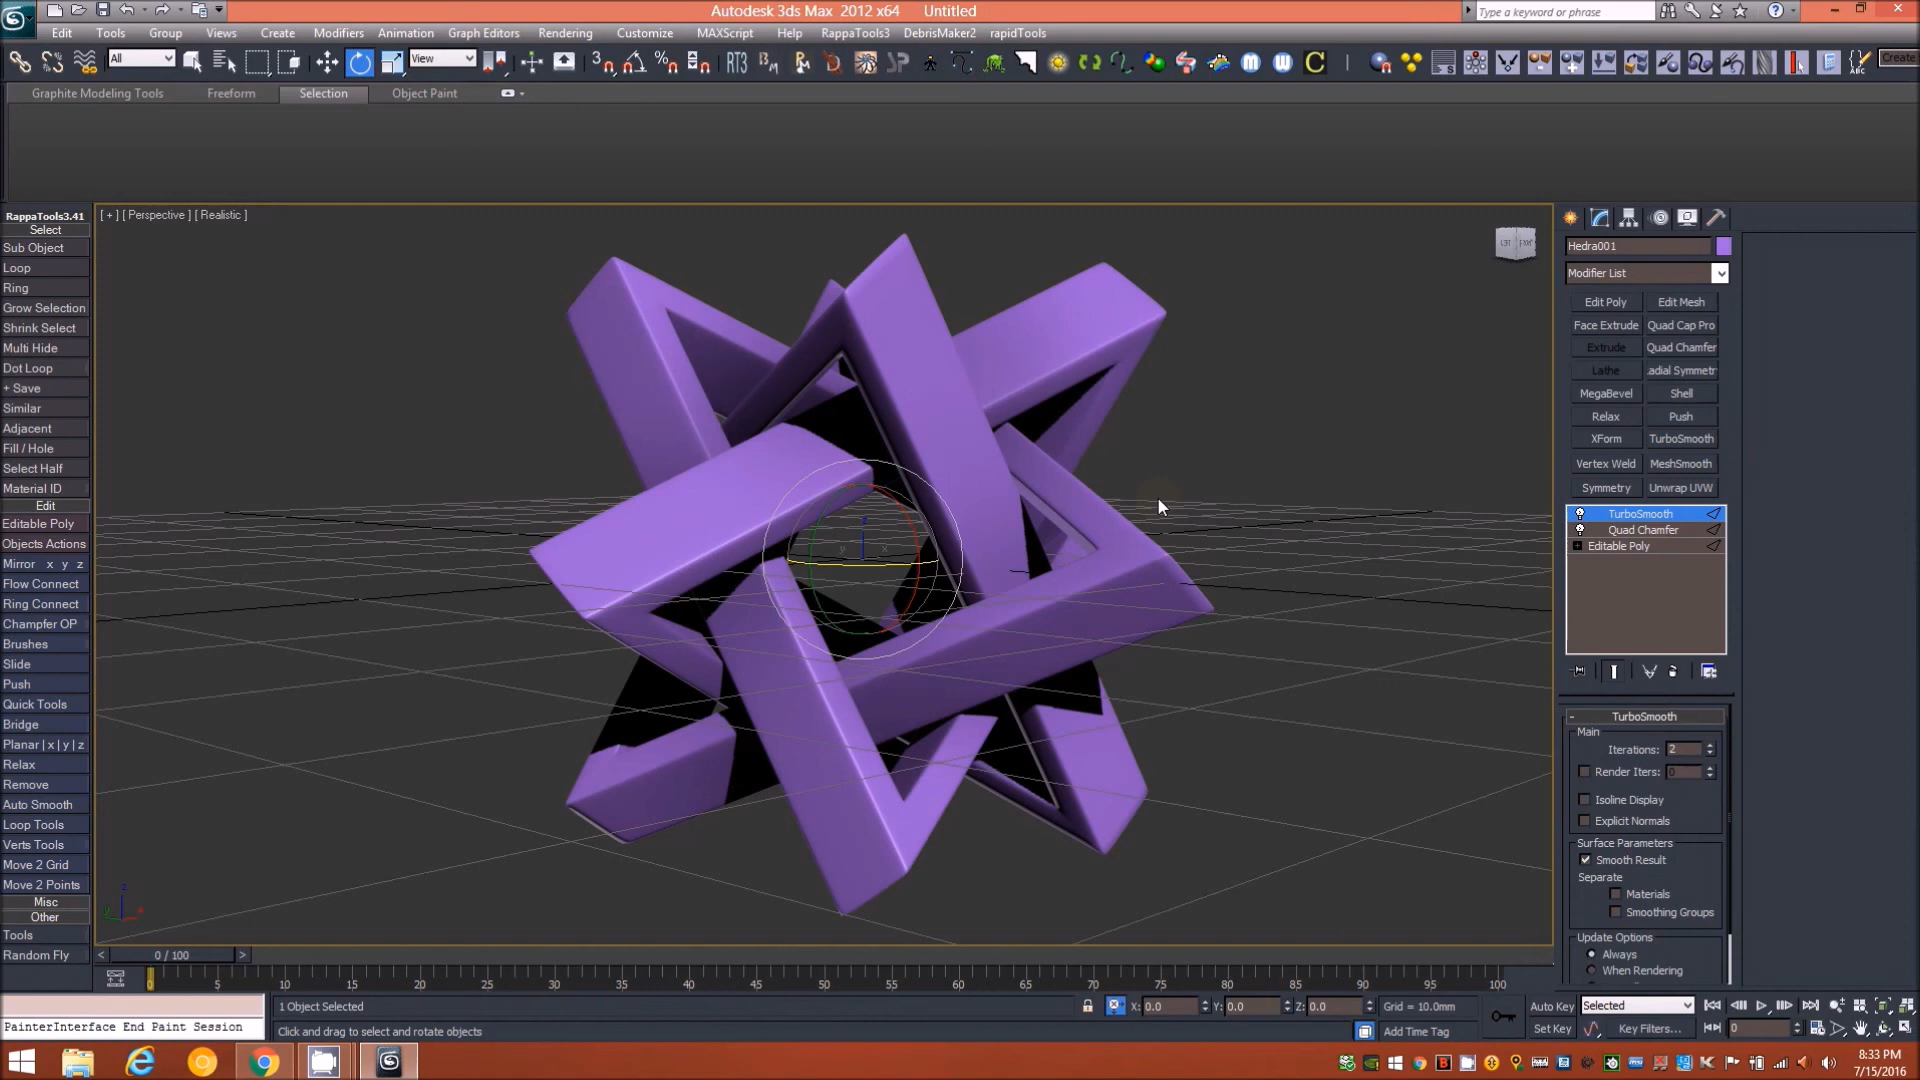 Autodesk 3ds Max 2012 x64 Untitled
Type a keyword or phrase
Edit Tools Group Views Create Modifiers Animation Graph Editors Rendering Customize MAXScript Help RappaTools3 DebrisMaker2 rapidTools
All View RT3 Create
Graphite Modeling Tools Freeform Selection Object Paint
RappaTools3.41
Select
Sub Object
Loop
Ring
Grow Selection
Shrink Select
Multi Hide
Dot Loop
+ Save
Similar
Adjacent
Fill / Hole
Select Half
Material ID
Edit
Editable Poly
Objects Actions
Mirror x y z
Flow Connect
Ring Connect
Champfer OP
Brushes
Slide
Push
Quick Tools
Bridge
Planar | x | y | z
Relax
Remove
Auto Smooth
Loop Tools
Verts Tools
Move 2 Grid
Move 2 Points
Misc
Other
Tools
Random Fly
[ + ] [ Perspective ] [ Realistic ]
Hedra001
Modifier List
Edit Poly Edit Mesh
Face Extrude Quad Cap Pro
Extrude Quad Chamfer
Lathe adial Symmetr
MegaBevel Shell
Relax Push
XForm TurboSmooth
Vertex Weld MeshSmooth
Symmetry Unwrap UVW
TurboSmooth
Quad Chamfer
Editable Poly
- TurboSmooth
Main
Iterations: 2
Render Iters: 0
Isoline Display
Explicit Normals
Surface Parameters
Smooth Result
Separate
Materials
Smoothing Groups
Update Options
Always
When Rendering
< 0 / 100 >
0 5 10 15 20 25 30 35 40 45 50 55 60 65 70 75 80 85 90 95 100
1 Object Selected X: 0.0 Y: 0.0 Z: 0.0 Grid = 10.0mm Auto Key Selected
PainterInterface End Paint Session Click and drag to select and rotate objects Add Time Tag Set Key Key Filters... 0
8:33 PM
7/15/2016